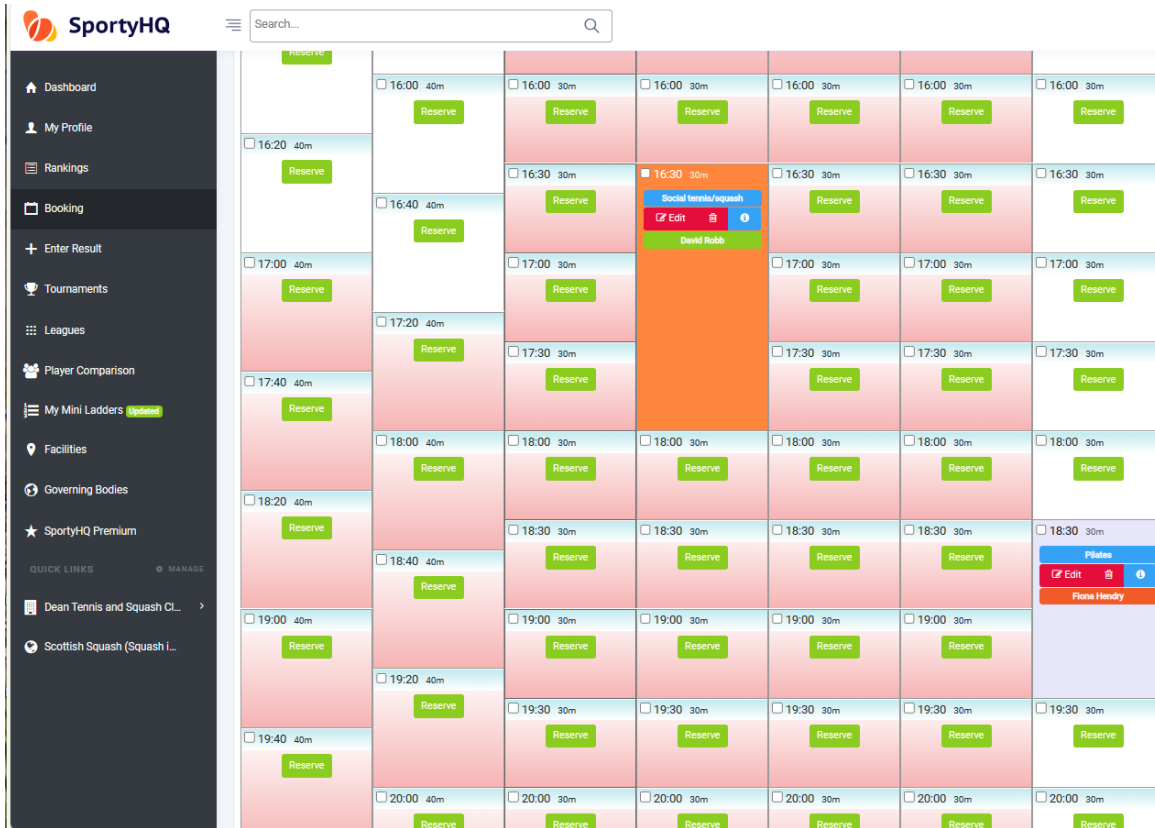 SportyHQ
Search...
Dashboard
My Profile
Rankings
Booking
Enter Result
Tournaments
Leagues
Player Comparison
My Mini Ladders Updated
Facilities
Governing Bodies
SportyHQ Premium
QUICK LINKS MANAGE
Dean Tennis and Squash Cl...
Scottish Squash (Squash i...
Reserve
16:20 40m
Reserve
17:00 40m
Reserve
17:40 40m
Reserve
18:20 40m
Reserve
19:00 40m
Reserve
19:40 40m
Reserve
16:00 40m
Reserve
16:40 40m
Reserve
17:20 40m
Reserve
18:00 40m
Reserve
18:40 40m
Reserve
19:20 40m
Reserve
20:00 40m
Reserve
16:00 30m
Reserve
16:30 30m
Reserve
17:00 30m
Reserve
17:30 30m
Reserve
18:00 30m
Reserve
18:30 30m
Reserve
19:00 30m
Reserve
19:30 30m
Reserve
20:00 30m
Reserve
16:00 30m
Reserve
16:30 30m
Social tennis/squash
Edit
David Robb
18:00 30m
Reserve
18:30 30m
Reserve
19:00 30m
Reserve
19:30 30m
Reserve
20:00 30m
Reserve
16:00 30m
Reserve
16:30 30m
Reserve
17:00 30m
Reserve
17:30 30m
Reserve
18:00 30m
Reserve
18:30 30m
Reserve
19:00 30m
Reserve
19:30 30m
Reserve
20:00 30m
Reserve
16:00 30m
Reserve
16:30 30m
Reserve
17:00 30m
Reserve
17:30 30m
Reserve
18:00 30m
Reserve
18:30 30m
Reserve
19:00 30m
Reserve
19:30 30m
Reserve
20:00 30m
Reserve
16:00 30m
Reserve
16:30 30m
Reserve
17:00 30m
Reserve
17:30 30m
Reserve
18:00 30m
Reserve
18:30 30m
Pilates
Edit
Fiona Hendry
19:30 30m
Reserve
20:00 30m
Reserve